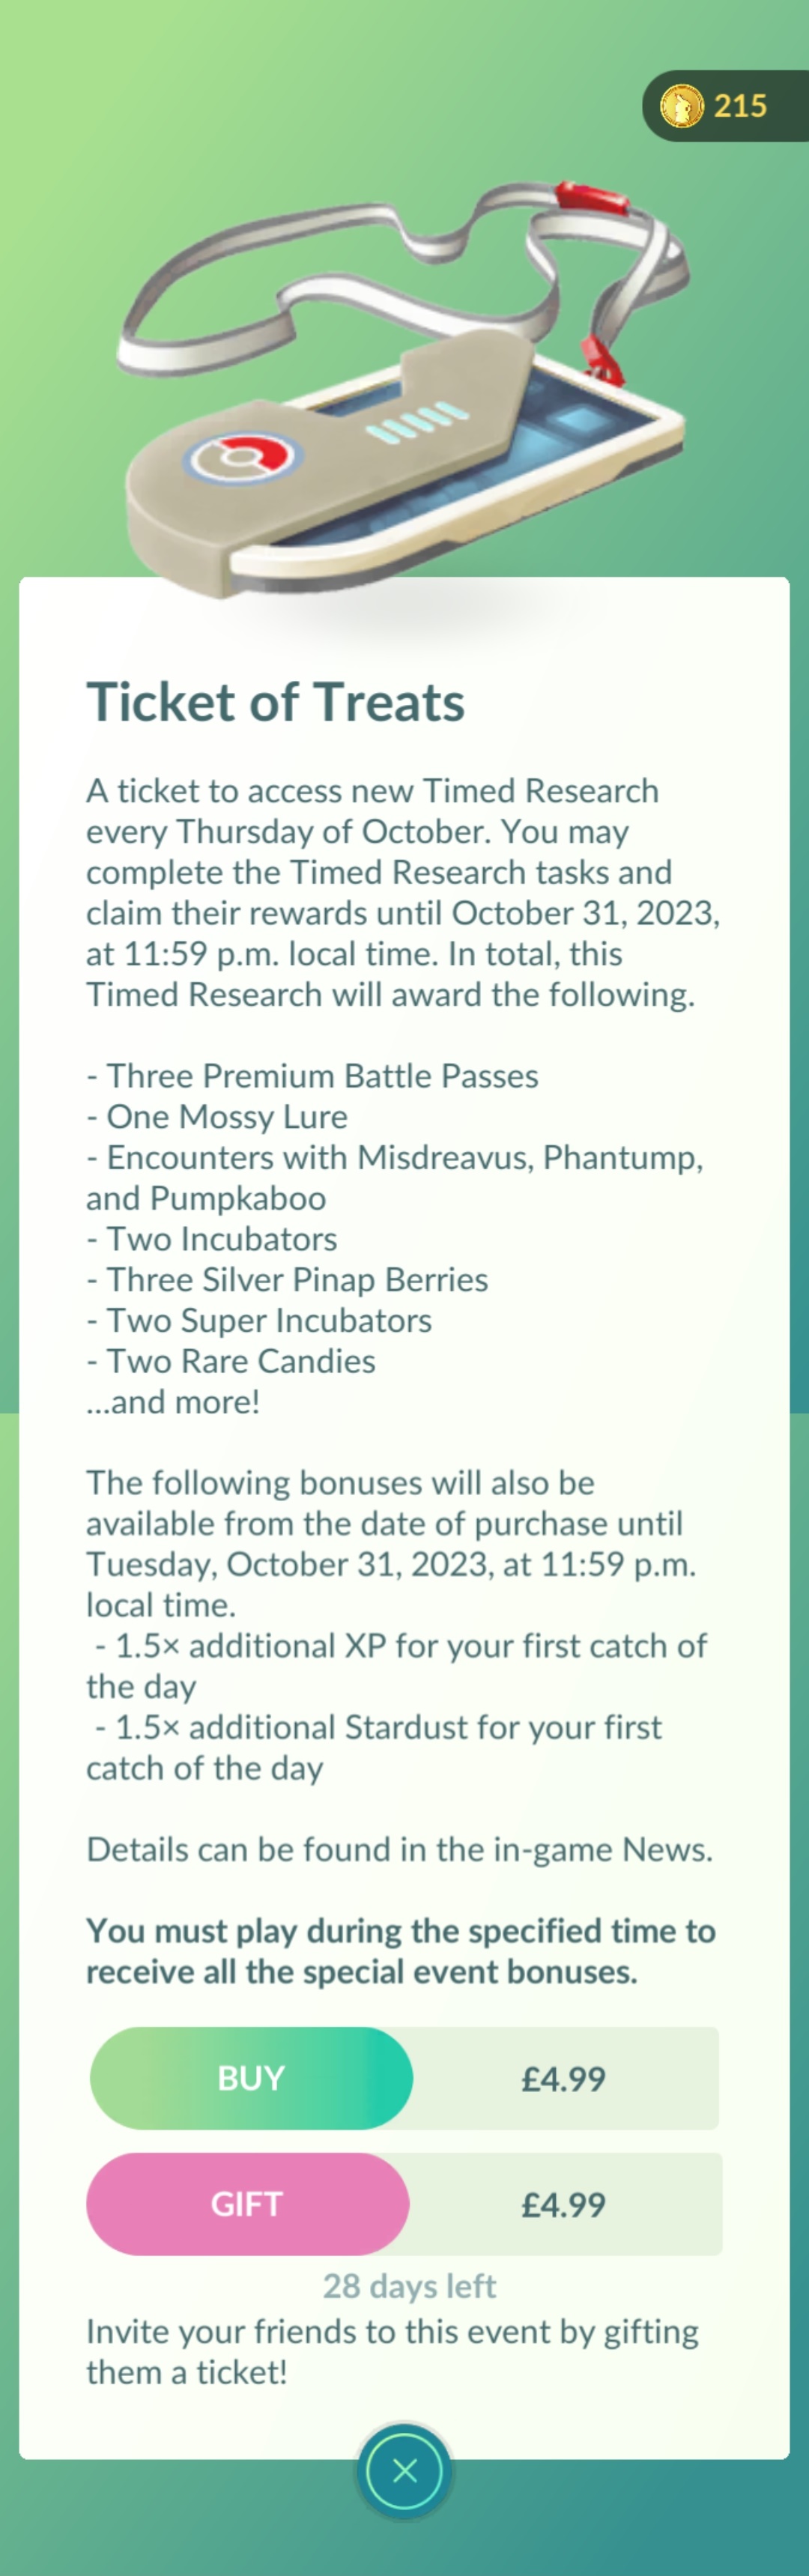 215
Ticket of Treats
A ticket to access new Timed Research
every Thursday of October. You may
complete the Timed Research tasks and
claim their rewards until October 31, 2023,
at 11:59 p.m. local time. In total, this
Timed Research will award the following.
- Three Premium Battle Passes
- One Mossy Lure
- Encounters with Misdreavus, Phantump,
and Pumpkaboo
- Two Incubators
- Three Silver Pinap Berries
- Two Super Incubators
- Two Rare Candies
...and more!
The following bonuses will also be
available from the date of purchase until
Tuesday, October 31, 2023, at 11:59 p.m.
local time.
- 1.5× additional XP for your first catch of
the day
- 1.5× additional Stardust for your first
catch of the day
Details can be found in the in-game News.
You must play during the specified time to
receive all the special event bonuses.
BUY £4.99
GIFT £4.99
28 days left
Invite your friends to this event by gifting
them a ticket!